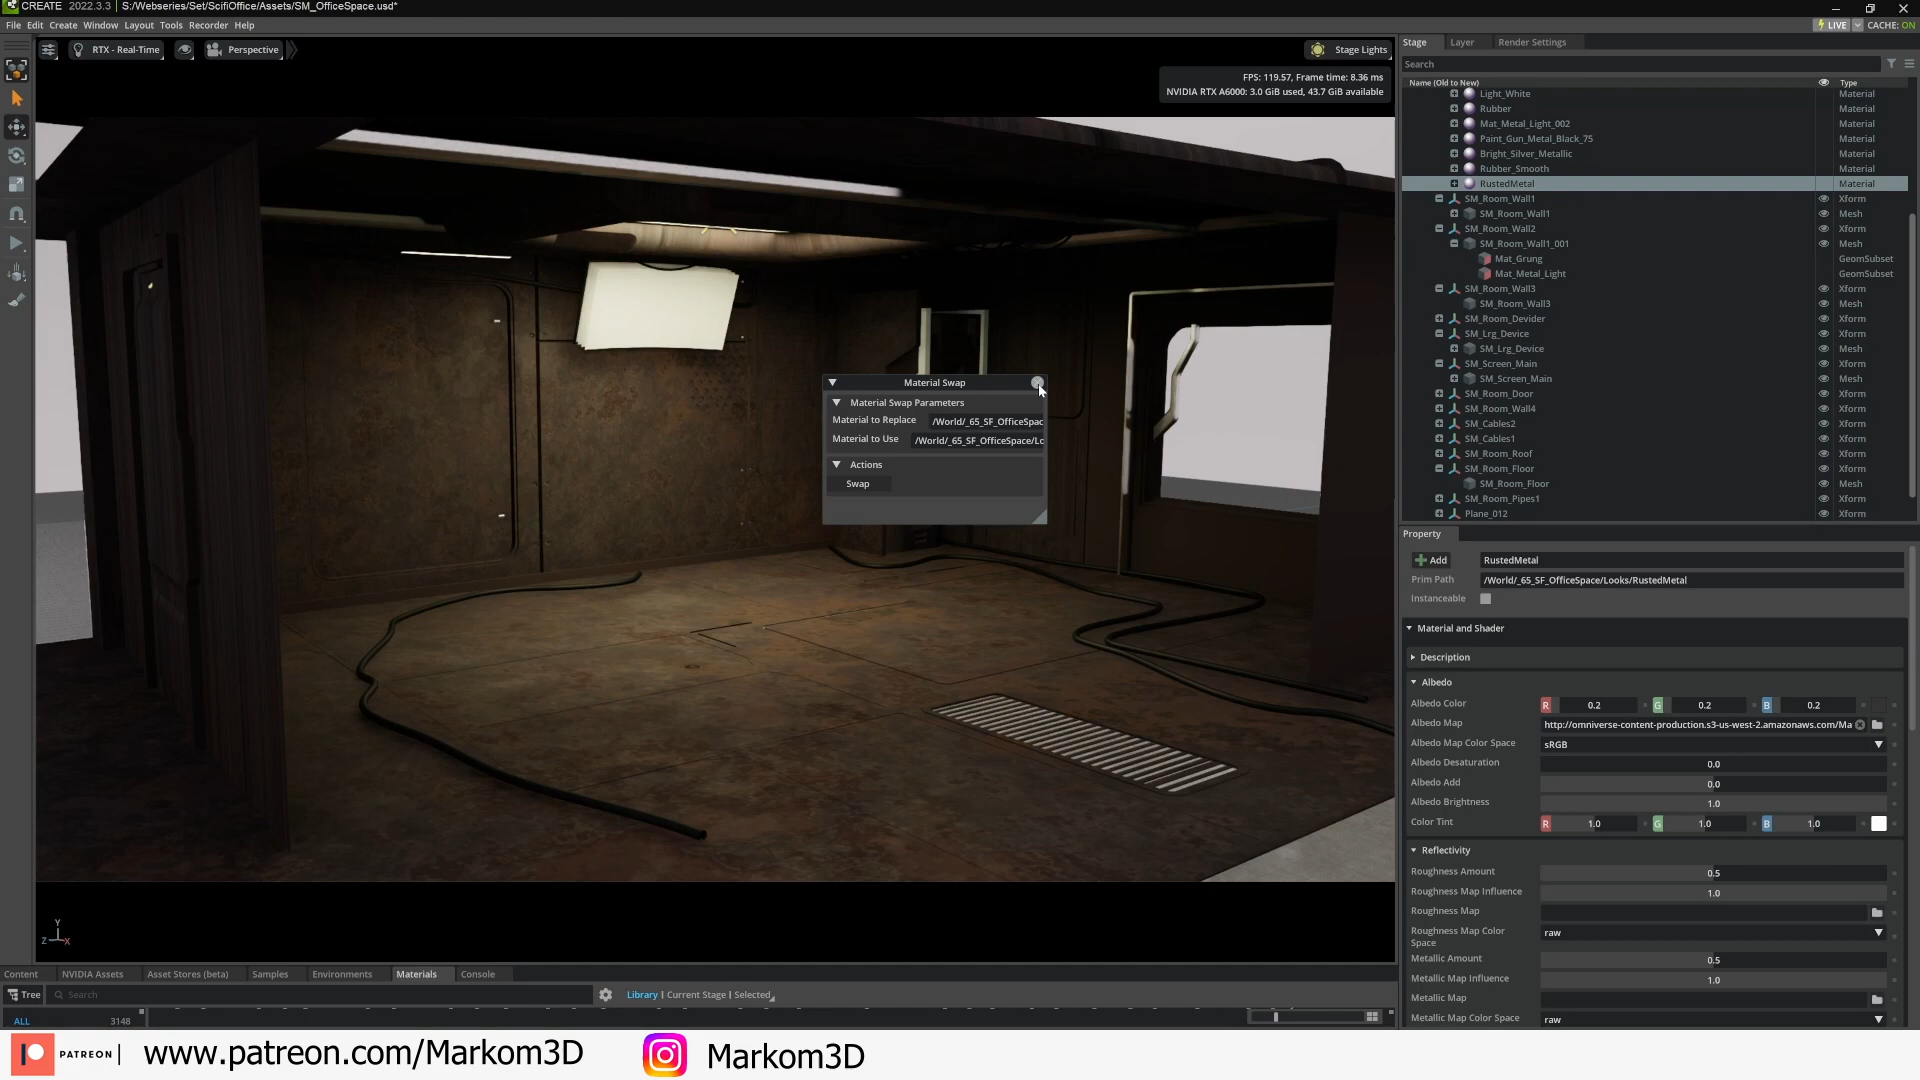 CREATE 2022.3.3 | S:/Webseries/Set/ScifiOffice/Assets/SM_OfficeSpace.usd*
File Edit Create Window Layout Tools Recorder Help
LIVE CACHE: ON
RTX - Real-Time
Perspective
Stage Lights
FPS: 119.57, Frame time: 8.36 ms
NVIDIA RTX A6000: 3.0 GiB used, 43.7 GiB available
Material Swap
Material Swap Parameters
Material to Replace /World/_65_SF_OfficeSpac
Material to Use /World/_65_SF_OfficeSpace/Lo
Actions
Swap
Y
Z X
Stage Layer Render Settings
Search
Name (Old to New) Type
Light_White Material
Rubber Material
Mat_Metal_Light_002 Material
Paint_Gun_Metal_Black_75 Material
Bright_Silver_Metallic Material
Rubber_Smooth Material
RustedMetal Material
SM_Room_Wall1 Xform
SM_Room_Wall1 Mesh
SM_Room_Wall2 Xform
SM_Room_Wall1_001 Mesh
Mat_Grung GeomSubset
Mat_Metal_Light GeomSubset
SM_Room_Wall3 Xform
SM_Room_Wall3 Mesh
SM_Room_Devider Xform
SM_Lrg_Device Xform
SM_Lrg_Device Mesh
SM_Screen_Main Xform
SM_Screen_Main Mesh
SM_Room_Door Xform
SM_Room_Wall4 Xform
SM_Cables2 Xform
SM_Cables1 Xform
SM_Room_Roof Xform
SM_Room_Floor Xform
SM_Room_Floor Mesh
SM_Room_Pipes1 Xform
Plane_012 Xform
Property
Add RustedMetal
Prim Path /World/_65_SF_OfficeSpace/Looks/RustedMetal
Instanceable
Material and Shader
Description
Albedo
Albedo Color R 0.2 G 0.2 B 0.2
Albedo Map http://omniverse-content-production.s3-us-west-2.amazonaws.com/Ma
Albedo Map Color Space sRGB
Albedo Desaturation 0.0
Albedo Add 0.0
Albedo Brightness 1.0
Color Tint R 1.0 G 1.0 B 1.0
Reflectivity
Roughness Amount 0.5
Roughness Map Influence 1.0
Roughness Map
Roughness Map Color Space raw
Metallic Amount 0.5
Metallic Map Influence 1.0
Metallic Map
Metallic Map Color Space raw
Content NVIDIA Assets Asset Stores (beta) Samples Environments Materials Console
Tree Search Library | Current Stage | Selected
ALL 3148
PATREON | www.patreon.com/Markom3D Markom3D